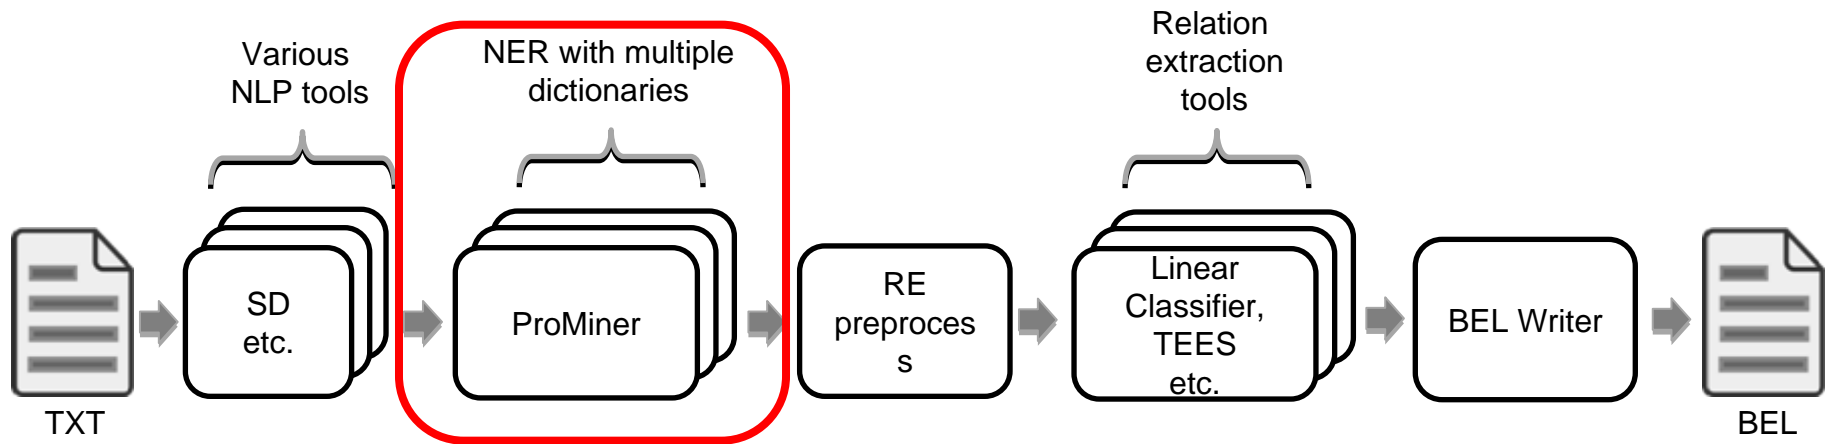 Various
NLP tools
NER with multiple
dictionaries
Relation
extraction
tools
SD
etc.
ProMiner
RE
preproces
s
Linear
Classifier,
TEES
etc.
BEL Writer
TXT
BEL